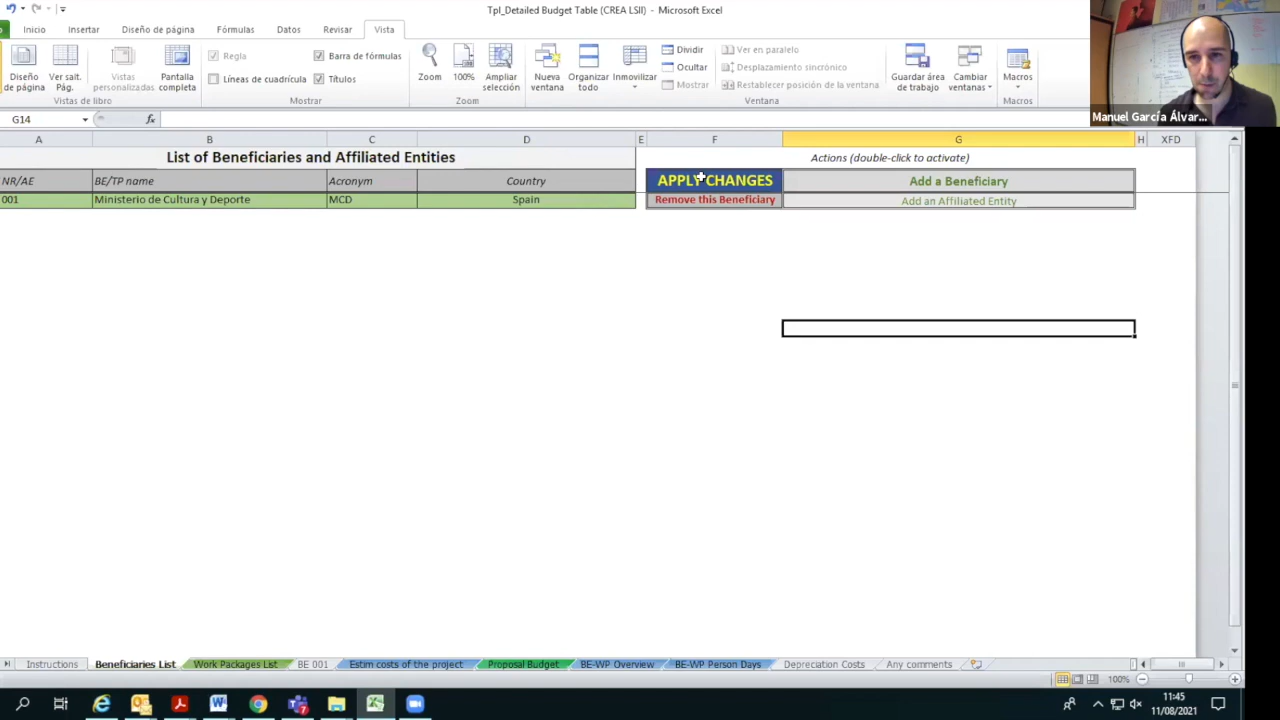 Tpl_Detailed Budget Table (CREA LSII) - Microsoft Excel
Inicio Insertar Diseño de página Fórmulas Datos Revisar Vista
Diseño de página
Ver salt. Pág.
Vistas personalizadas
Pantalla completa
Vistas de libro
Regla
Barra de fórmulas
Líneas de cuadrícula
Títulos
Mostrar
Zoom
100%
Ampliar selección
Zoom
Nueva ventana
Organizar todo
Inmovilizar
Dividir
Ocultar
Mostrar
Ver en paralelo
Desplazamiento sincrónico
Restablecer posición de la ventana
Ventana
Guardar área de trabajo
Cambiar ventanas
Macros
Macros
Manuel García Álvar...
G14
fx
A B C D E F G H XFD
List of Beneficiaries and Affiliated Entities
Actions (double-click to activate)
NR/AE BE/TP name Acronym Country APPLY CHANGES Add a Beneficiary
001 Ministerio de Cultura y Deporte MCD Spain Remove this Beneficiary Add an Affiliated Entity
Instructions Beneficiaries List Work Packages List BE 001 Estim costs of the project Proposal Budget BE-WP Overview BE-WP Person Days Depreciation Costs Any comments
100%
11:45
11/08/2021